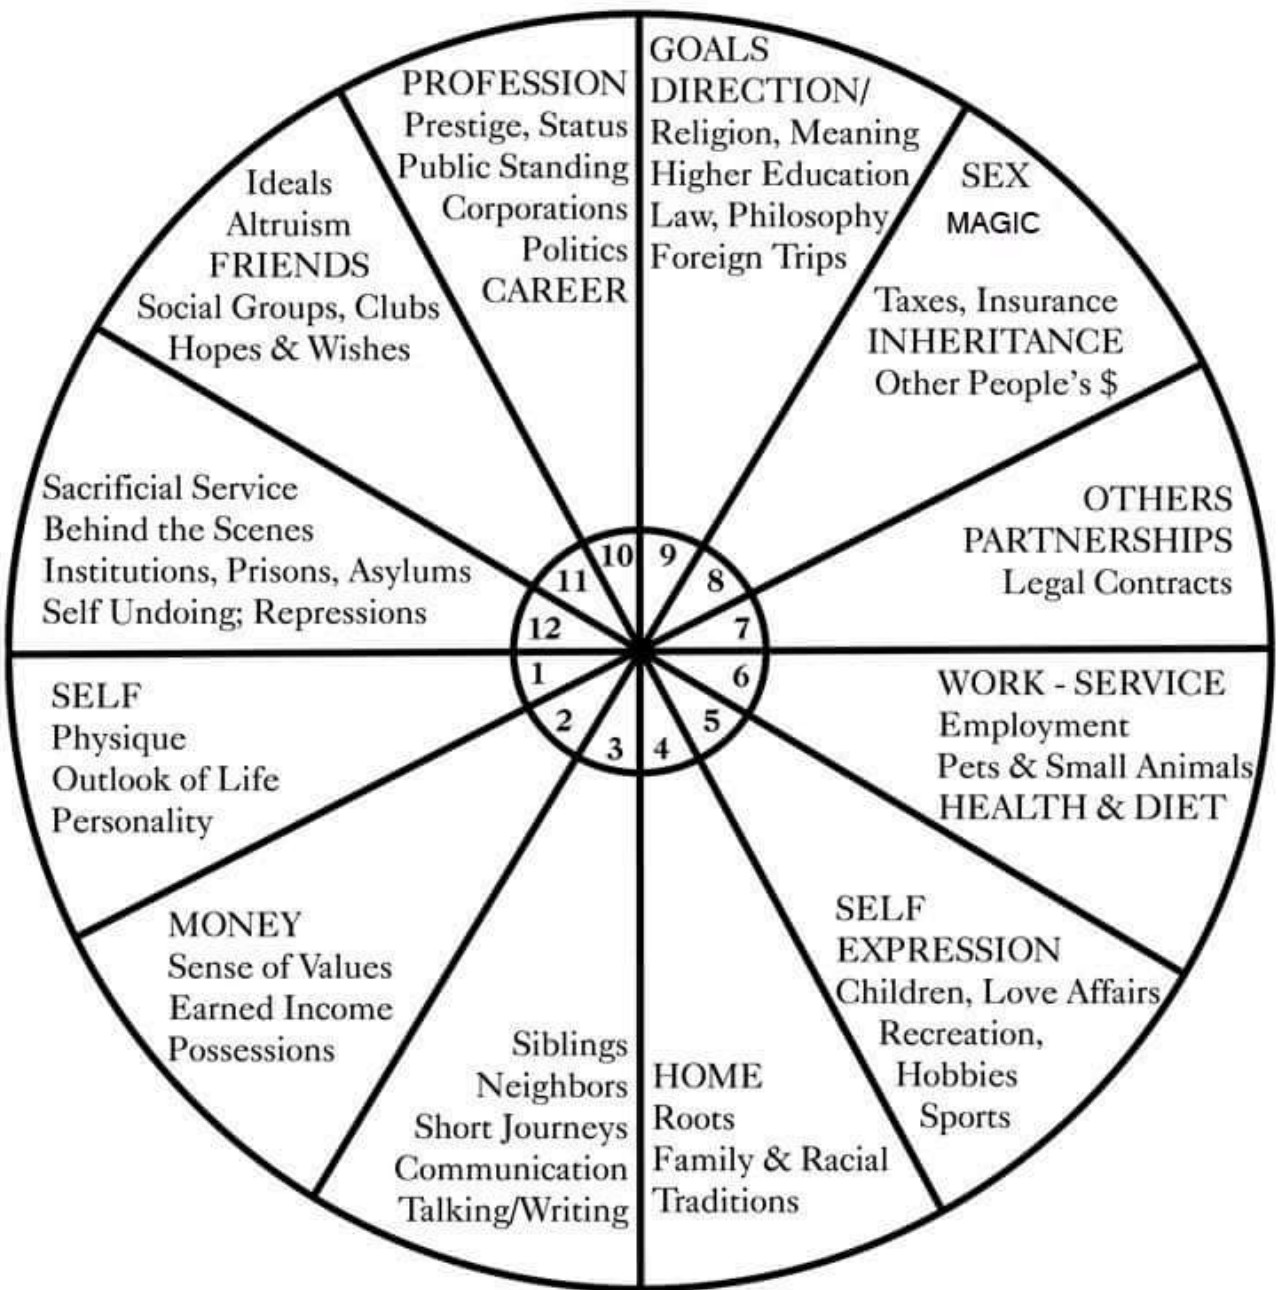 GOALS
DIRECTION/
Religion, Meaning
Higher Education
Law, Philosophy
Foreign Trips
PROFESSION
Prestige, Status
Public Standing
Corporations
Politics
CAREER
SEX
MAGIC
Taxes, Insurance
INHERITANCE
Other People's $
Ideals
Altruism
FRIENDS
Social Groups, Clubs
Hopes & Wishes
Sacrificial Service
Behind the Scenes
Institutions, Prisons, Asylums
Self Undoing; Repressions
OTHERS
PARTNERSHIPS
Legal Contracts
10
9
11
8
12
7
1
6
2
5
3
4
SELF
Physique
Outlook of Life
Personality
WORK - SERVICE
Employment
Pets & Small Animals
HEALTH & DIET
MONEY
Sense of Values
Earned Income
Possessions
SELF
EXPRESSION
Children, Love Affairs
Recreation,
Hobbies
Sports
Siblings
Neighbors
Short Journeys
Communication
Talking/Writing
HOME
Roots
Family & Racial
Traditions